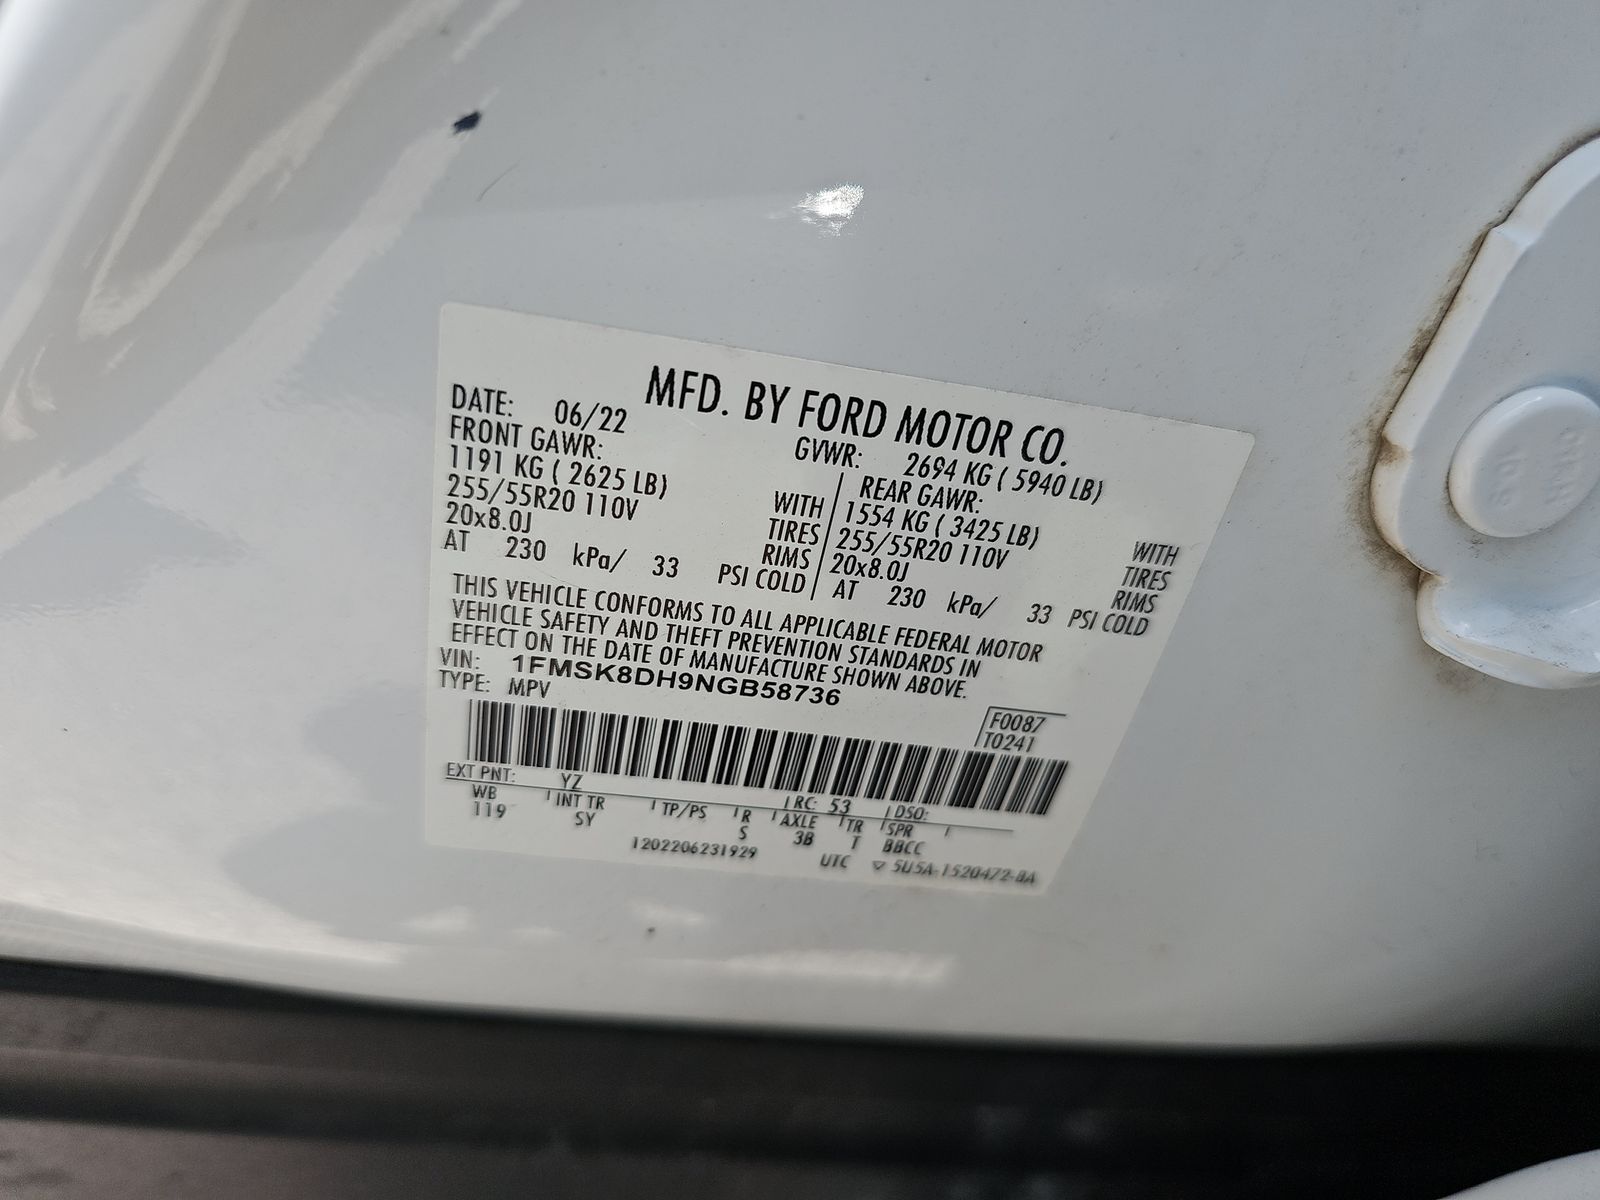 MFD. BY FORD MOTOR CO.
DATE: 06/22 GVWR: 2694 KG ( 5940 LB)
FRONT GAWR: REAR GAWR:
1191 KG ( 2625 LB) WITH 1554 KG ( 3425 LB) WITH
255/55R20 110V TIRES 255/55R20 110V TIRES
20x8.0J RIMS 20x8.0J RIMS
AT 230 kPa/ 33 PSI COLD AT 230 kPa/ 33 PSI COLD
THIS VEHICLE CONFORMS TO ALL APPLICABLE FEDERAL MOTOR
VEHICLE SAFETY AND THEFT PREVENTION STANDARDS IN
EFFECT ON THE DATE OF MANUFACTURE SHOWN ABOVE.
VIN: 1FMSK8DH9NGB58736
TYPE: MPV
F0087
T0241
EXT PNT: YZ RC: 53 DSO:
WB INT TR TP/PS R AXLE TR SPR
119 SY S 3B T BBCC
1202206231929 UTC ▽ 5U5A-1520472-BA